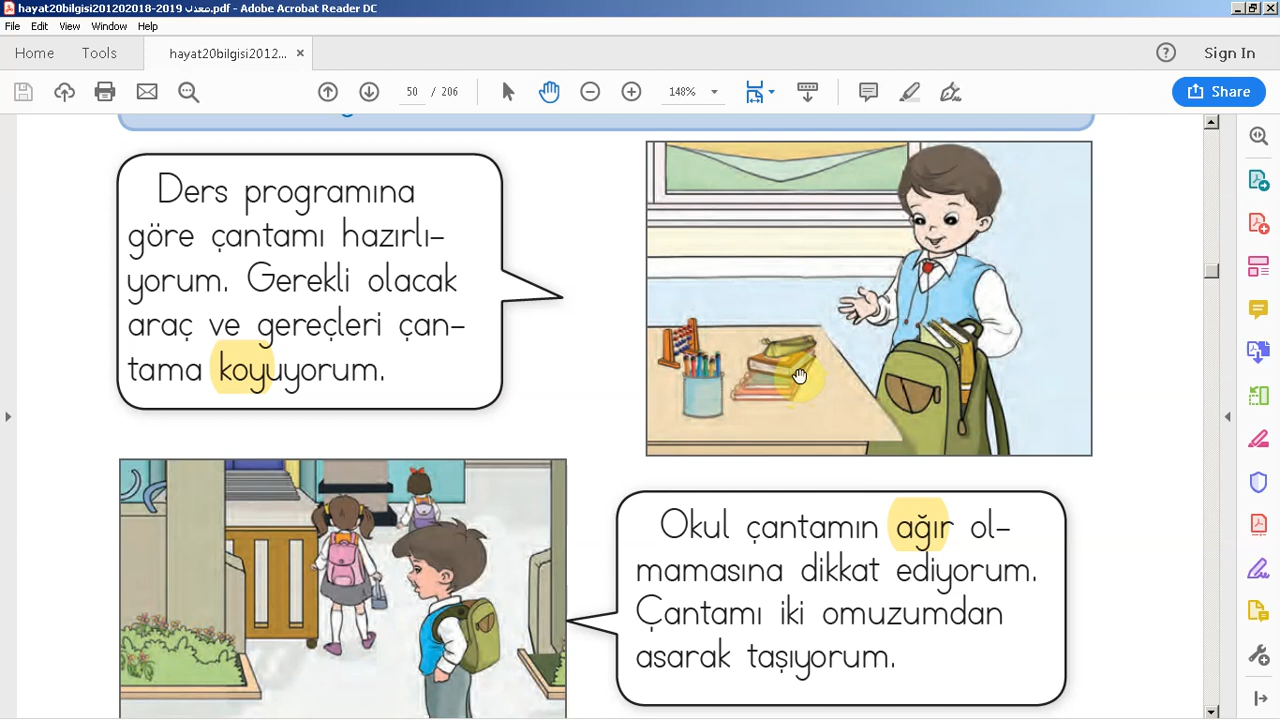 hayat20bilgisi201202018-2019 معدل.pdf - Adobe Acrobat Reader DC
File Edit View Window Help
Home Tools hayat20bilgisi2012... × Sign In
50 / 206 148% Share
Ders programına
göre çantamı hazırlı-
yorum. Gerekli olacak
araç ve gereçleri çan-
tama koyuyorum.
Okul çantamın ağır ol-
mamasına dikkat ediyorum.
Çantamı iki omuzumdan
asarak taşıyorum.